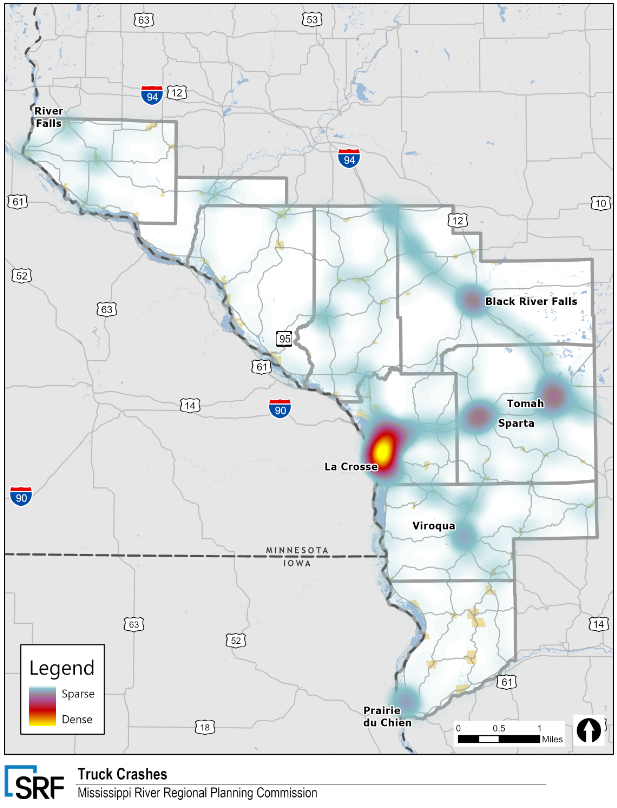 63
53
94
12
River
Falls
94
61
10
12
52
63
Black River Falls
95
61
14
90
Tomah
Sparta
La Crosse
90
Viroqua
MINNESOTA
IOWA
63
52
14
Legend
Sparse
Dense
61
Prairie
du Chien
18
0 0.5 1
Miles
SRF
Truck Crashes
Mississippi River Regional Planning Commission